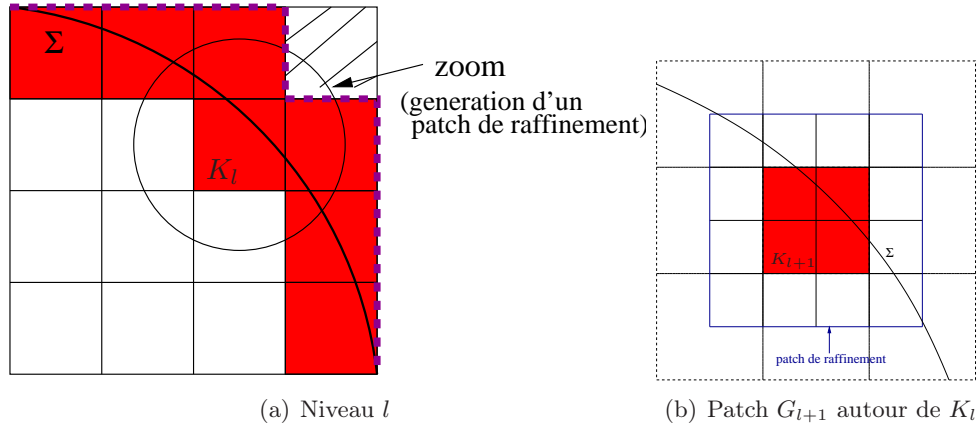 Σ
zoom
(generation d'un
patch de raffinement)
K_l
(a) Niveau l
K_{l+1}
Σ
patch de raffinement
(b) Patch G_{l+1} autour de K_l